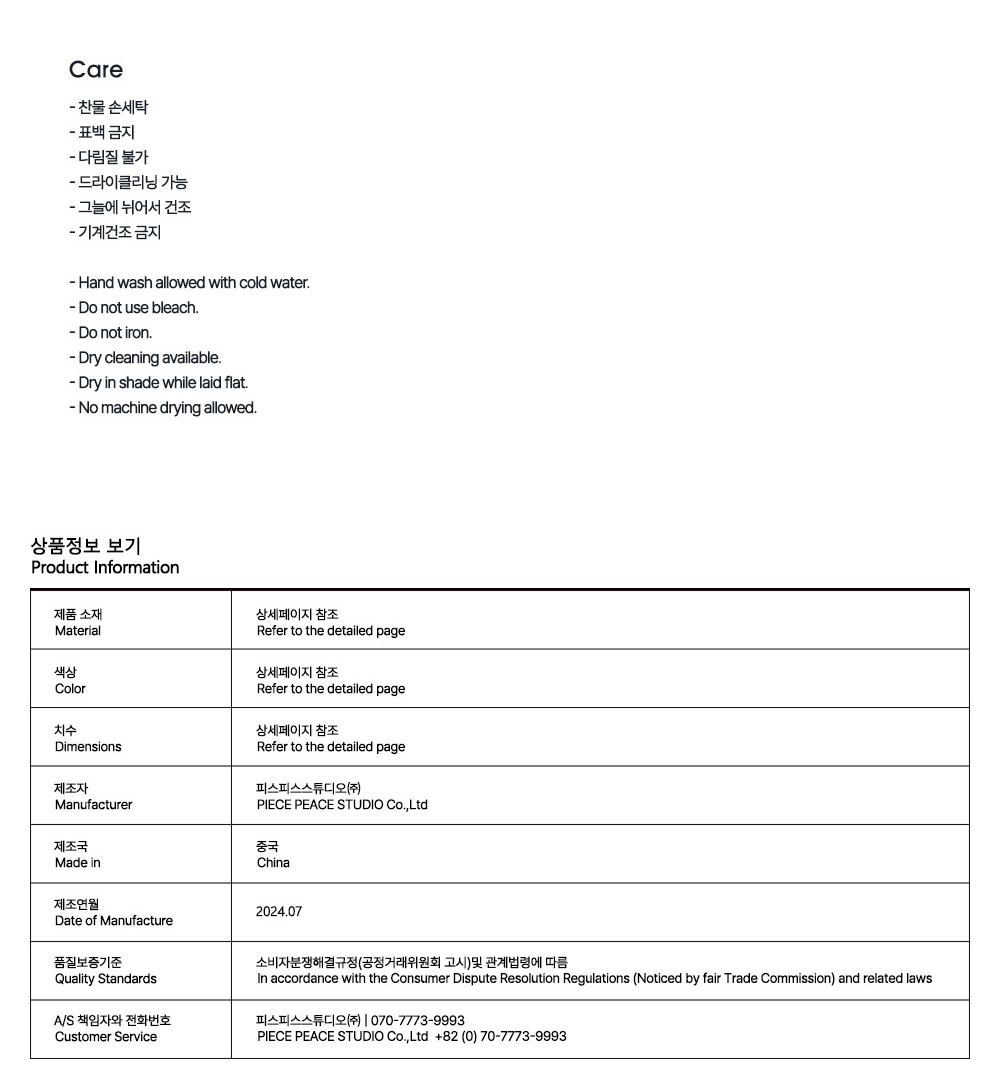 Care
- 찬물 손세탁
- 표백 금지
- 다림질 불가
- 드라이클리닝 가능
- 그늘에 뉘어서 건조
- 기계건조 금지
- Hand wash allowed with cold water.
- Do not use bleach.
- Do not iron.
- Dry cleaning available.
- Dry in shade while laid flat.
- No machine drying allowed.
상품정보 보기
Product Information
제품 소재
Material
상세페이지 참조
Refer to the detailed page
색상
Color
상세페이지 참조
Refer to the detailed page
치수
Dimensions
상세페이지 참조
Refer to the detailed page
제조자
Manufacturer
피스피스스튜디오㈜
PIECE PEACE STUDIO Co.,Ltd
제조국
Made in
중국
China
제조연월
Date of Manufacture
2024.07
품질보증기준
Quality Standards
소비자분쟁해결규정(공정거래위원회 고시)및 관계법령에 따름
In accordance with the Consumer Dispute Resolution Regulations (Noticed by fair Trade Commission) and related laws
A/S 책임자와 전화번호
Customer Service
피스피스스튜디오㈜ | 070-7773-9993
PIECE PEACE STUDIO Co.,Ltd +82 (0) 70-7773-9993